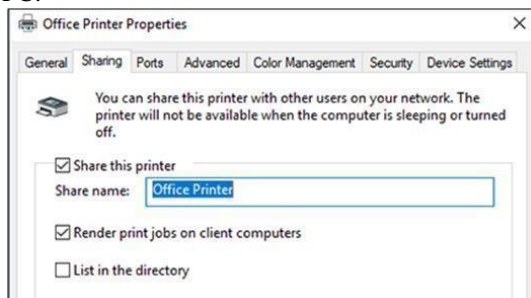 Office Printer Properties
General Sharing Ports Advanced Color Management Security Device Settings
You can share this printer with other users on your network. The
printer will not be available when the computer is sleeping or turned
off.
Share this printer
Share name: Office Printer
Render print jobs on client computers
List in the directory